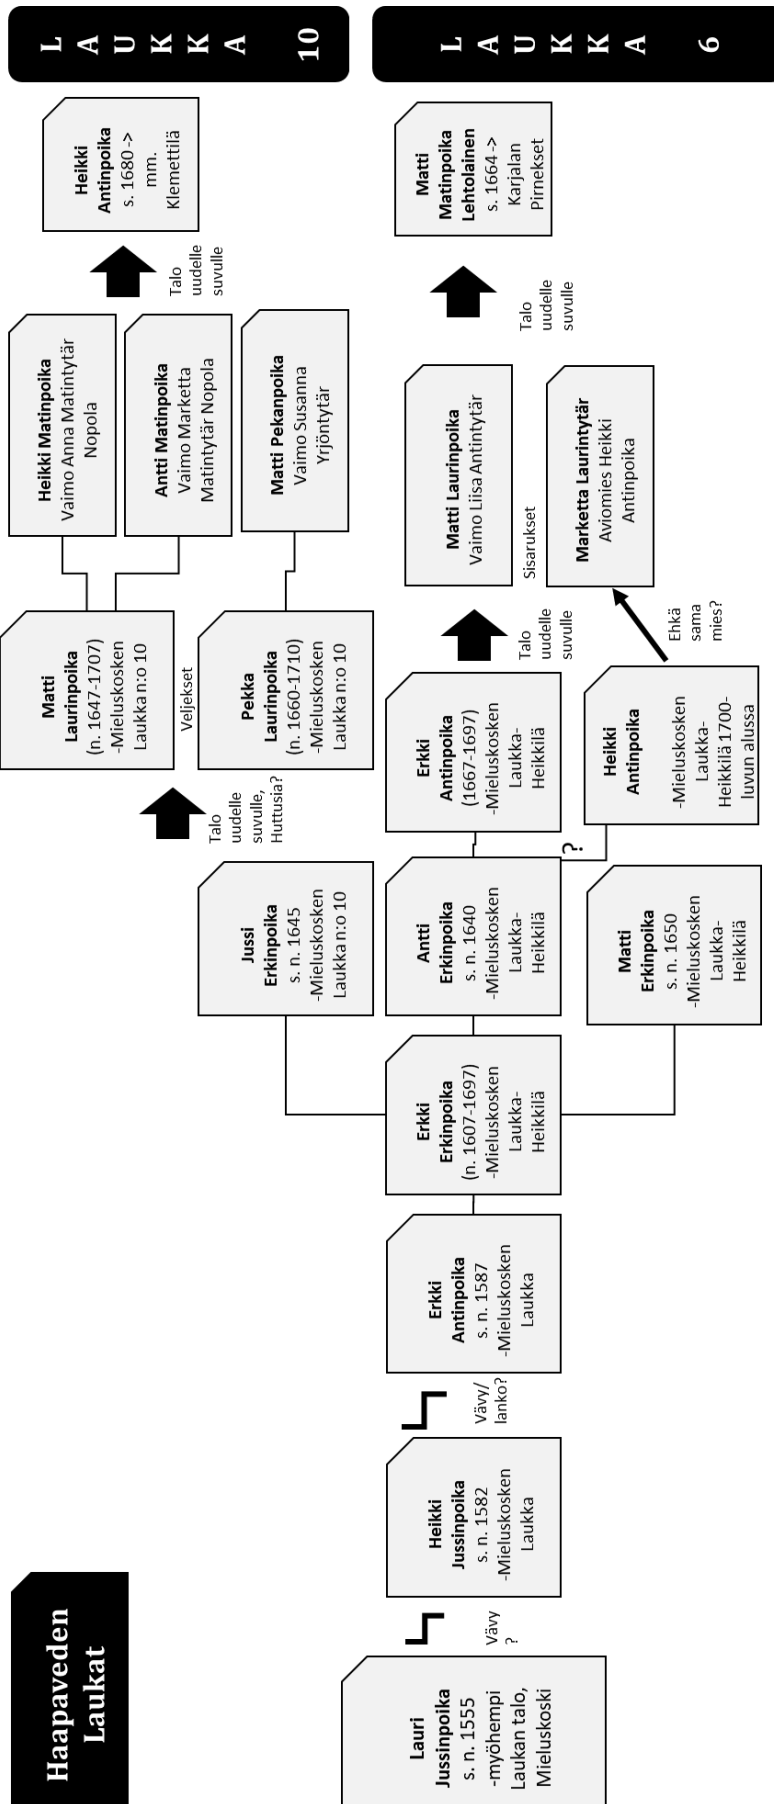 Haapaveden
Laukat
Lauri
Jussinpoika
s. n. 1555
-myöhempi
Laukan talo,
Mieluskoski
Vävy
?
Heikki
Jussinpoika
s. n. 1582
-Mieluskosken
Laukka
Vävy/
lanko?
Erkki
Antinpoika
s. n. 1587
-Mieluskosken
Laukka
Erkki
Erkinpoika
(n. 1607-1697)
-Mieluskosken
Laukka-
Heikkilä
Jussi
Erkinpoika
s. n. 1645
-Mieluskosken
Laukka n:o 10
Antti
Erkinpoika
s. n. 1640
-Mieluskosken
Laukka-
Heikkilä
Matti
Erkinpoika
s. n. 1650
-Mieluskosken
Laukka-
Heikkilä
?
Talo
uudelle
suvulle,
Huttusia?
Matti
Laurinpoika
(n. 1647-1707)
-Mieluskosken
Laukka n:o 10
Veljekset
Pekka
Laurinpoika
(n. 1660-1710)
-Mieluskosken
Laukka n:o 10
Erkki
Antinpoika
(1667-1697)
-Mieluskosken
Laukka-
Heikkilä
Heikki
Antinpoika
-Mieluskosken
Laukka-
Heikkilä 1700-
luvun alussa
Talo
uudelle
suvulle
Ehkä
sama
mies?
Heikki Matinpoika
Vaimo Anna Matintytär
Nopola
Antti Matinpoika
Vaimo Marketta
Matintytär Nopola
Matti Pekanpoika
Vaimo Susanna
Yrjöntytär
Matti Laurinpoika
Vaimo Liisa Antintytär
Sisarukset
Marketta Laurintytär
Aviomies Heikki
Antinpoika
Talo
uudelle
suvulle
Talo
uudelle
suvulle
Heikki
Antinpoika
s. 1680 ->
mm.
Klemettilä
Matti
Matinpoika
Lehtolainen
s. 1664 ->
Karjalan
Pirnekset
L
A
U
K
K
A
10
L
A
U
K
K
A
6